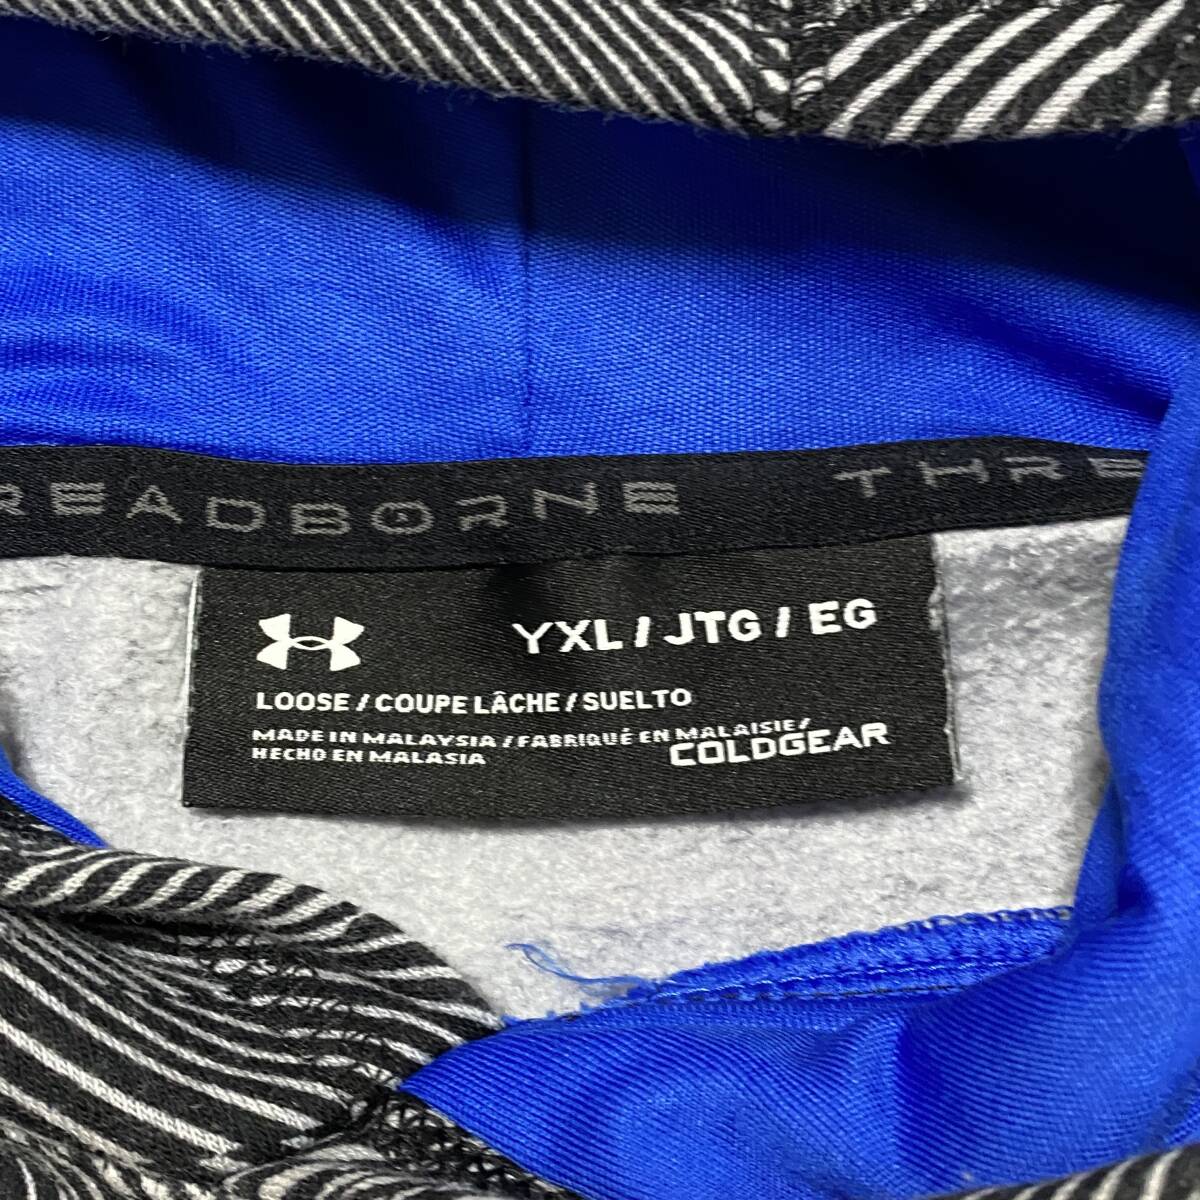 READBORNE THRE
YXL / JTG / EG
LOOSE / COUPE LÂCHE / SUELTO
MADE IN MALAYSIA / FABRIQUÉ EN MALAISIE /
HECHO EN MALASIA
COLDGEAR